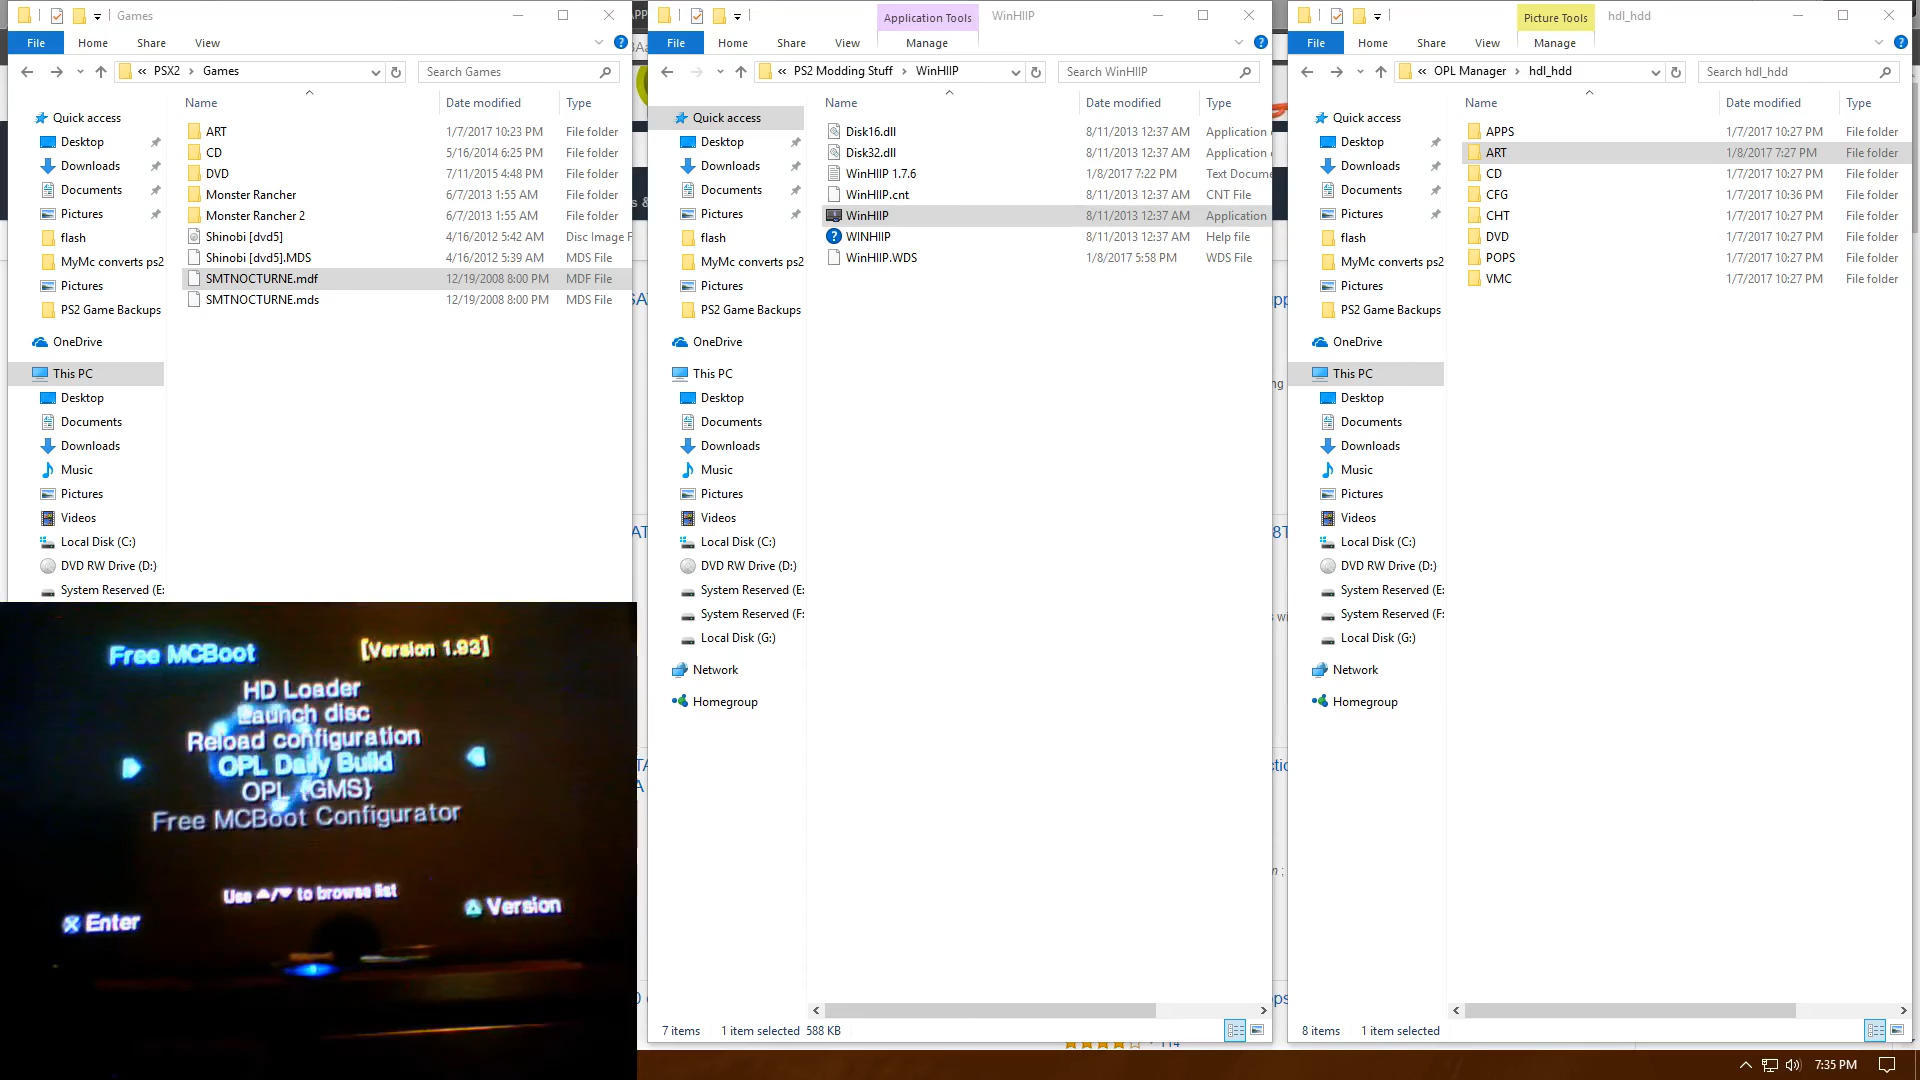 Games
File
Home
Share
View
« PSX2 > Games
Search Games
Name
Date modified
Type
Quick access
Desktop
Downloads
Documents
Pictures
flash
MyMc converts ps2
Pictures
PS2 Game Backups
OneDrive
This PC
Desktop
Documents
Downloads
Music
Pictures
Videos
Local Disk (C:)
DVD RW Drive (D:)
System Reserved (E:
ART 1/7/2017 10:23 PM File folder
CD 5/16/2014 6:25 PM File folder
DVD 7/11/2015 4:48 PM File folder
Monster Rancher 6/7/2013 1:55 AM File folder
Monster Rancher 2 6/7/2013 1:55 AM File folder
Shinobi [dvd5] 4/16/2012 5:42 AM Disc Image F
Shinobi [dvd5].MDS 4/16/2012 5:39 AM MDS File
SMTNOCTURNE.mdf 12/19/2008 8:00 PM MDF File
SMTNOCTURNE.mds 12/19/2008 8:00 PM MDS File
Free MCBoot [Version 1.93]
HD Loader
Launch disc
Reload configuration
OPL Daily Build
OPL {GMS}
Free MCBoot Configurator
Use ▲/▼ to browse list
Enter
Version
Application Tools
WinHIIP
File
Home
Share
View
Manage
« PS2 Modding Stuff > WinHIIP
Search WinHIIP
Name
Date modified
Type
Quick access
Desktop
Downloads
Documents
Pictures
flash
MyMc converts ps2
Pictures
PS2 Game Backups
OneDrive
This PC
Desktop
Documents
Downloads
Music
Pictures
Videos
Local Disk (C:)
DVD RW Drive (D:)
System Reserved (E:
System Reserved (F:
Local Disk (G:)
Network
Homegroup
Disk16.dll 8/11/2013 12:37 AM Application
Disk32.dll 8/11/2013 12:37 AM Application
WinHIIP 1.7.6 1/8/2017 7:22 PM Text Docume
WinHIIP.cnt 8/11/2013 12:37 AM CNT File
WinHIIP 8/11/2013 12:37 AM Application
WINHIIP 8/11/2013 12:37 AM Help file
WinHIIP.WDS 1/8/2017 5:58 PM WDS File
7 items 1 item selected 588 KB
Picture Tools
hdl_hdd
File
Home
Share
View
Manage
« OPL Manager > hdl_hdd
Search hdl_hdd
Name
Date modified
Type
Quick access
Desktop
Downloads
Documents
Pictures
flash
MyMc converts ps2
Pictures
PS2 Game Backups
OneDrive
This PC
Desktop
Documents
Downloads
Music
Pictures
Videos
Local Disk (C:)
DVD RW Drive (D:)
System Reserved (E:
System Reserved (F:
Local Disk (G:)
Network
Homegroup
APPS 1/7/2017 10:27 PM File folder
ART 1/8/2017 7:27 PM File folder
CD 1/7/2017 10:27 PM File folder
CFG 1/7/2017 10:36 PM File folder
CHT 1/7/2017 10:27 PM File folder
DVD 1/7/2017 10:27 PM File folder
POPS 1/7/2017 10:27 PM File folder
VMC 1/7/2017 10:27 PM File folder
8 items 1 item selected
7:35 PM